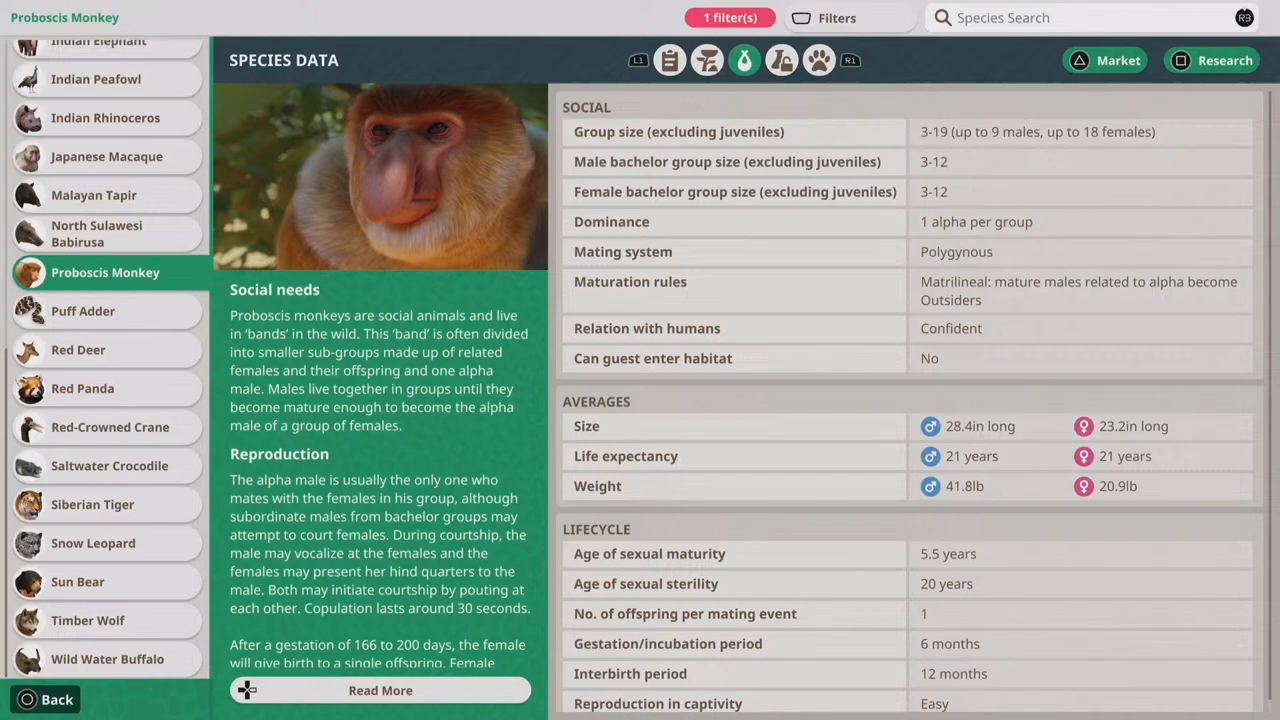 Proboscis Monkey
1 filter(s)
Filters
Species Search
R3
Indian Elephant
Indian Peafowl
Indian Rhinoceros
Japanese Macaque
Malayan Tapir
North Sulawesi
Babirusa
Proboscis Monkey
Puff Adder
Red Deer
Red Panda
Red-Crowned Crane
Saltwater Crocodile
Siberian Tiger
Snow Leopard
Sun Bear
Timber Wolf
Wild Water Buffalo
Back
SPECIES DATA
L1
R1
Market
Research
Social needs
Proboscis monkeys are social animals and live
in ‘bands’ in the wild. This ‘band’ is often divided
into smaller sub-groups made up of related
females and their offspring and one alpha
male. Males live together in groups until they
become mature enough to become the alpha
male of a group of females.
Reproduction
The alpha male is usually the only one who
mates with the females in his group, although
subordinate males from bachelor groups may
attempt to court females. During courtship, the
male may vocalize at the females and the
females may present her hind quarters to the
male. Both may initiate courtship by pouting at
each other. Copulation lasts around 30 seconds.
After a gestation of 166 to 200 days, the female
will give birth to a single offspring. Female
Read More
SOCIAL
Group size (excluding juveniles) 3-19 (up to 9 males, up to 18 females)
Male bachelor group size (excluding juveniles) 3-12
Female bachelor group size (excluding juveniles) 3-12
Dominance 1 alpha per group
Mating system Polygynous
Maturation rules Matrilineal: mature males related to alpha become
Outsiders
Relation with humans Confident
Can guest enter habitat No
AVERAGES
Size 28.4in long 23.2in long
Life expectancy 21 years 21 years
Weight 41.8lb 20.9lb
LIFECYCLE
Age of sexual maturity 5.5 years
Age of sexual sterility 20 years
No. of offspring per mating event 1
Gestation/incubation period 6 months
Interbirth period 12 months
Reproduction in captivity Easy